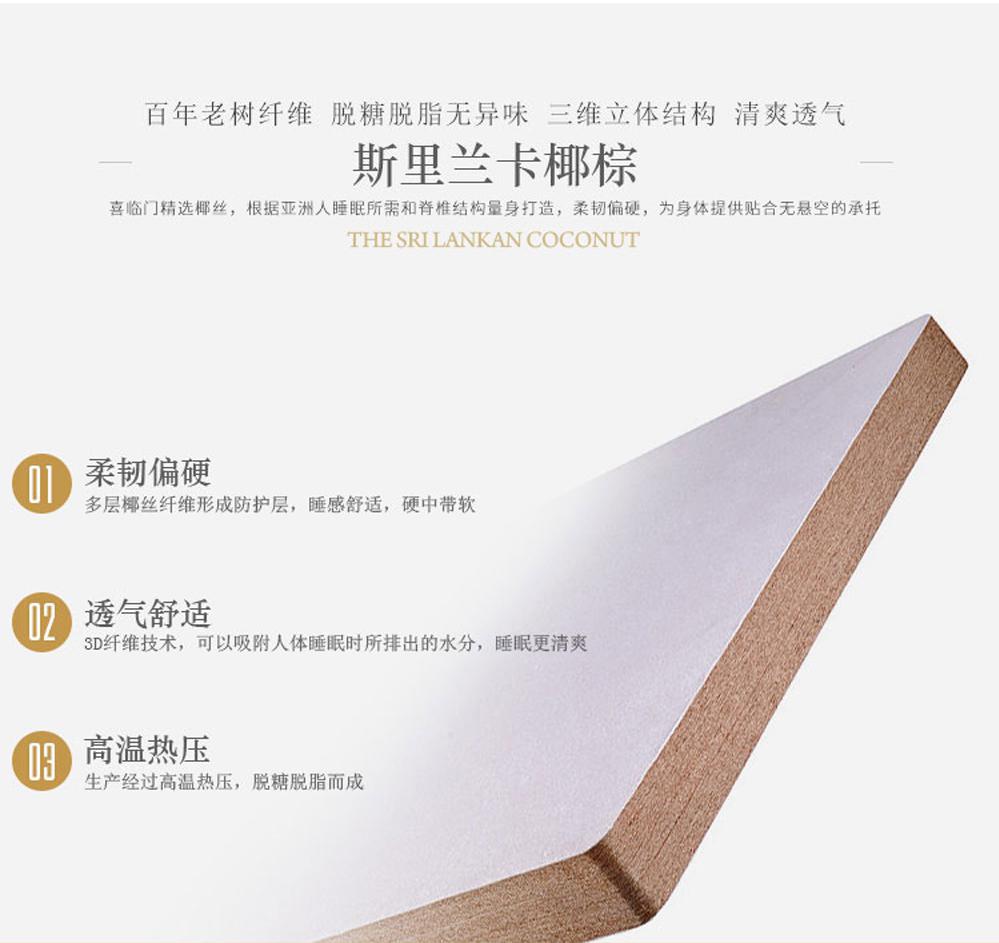 百年老树纤维 脱糖脱脂无异味 三维立体结构 清爽透气
斯里兰卡椰棕
喜临门精选椰丝，根据亚洲人睡眠所需和脊椎结构量身打造，柔韧偏硬，为身体提供贴合无悬空的承托
THE SRI LANKAN COCONUT
01 柔韧偏硬
多层椰丝纤维形成防护层，睡感舒适，硬中带软
02 透气舒适
3D纤维技术，可以吸附人体睡眠时所排出的水分，睡眠更清爽
03 高温热压
生产经过高温热压，脱糖脱脂而成